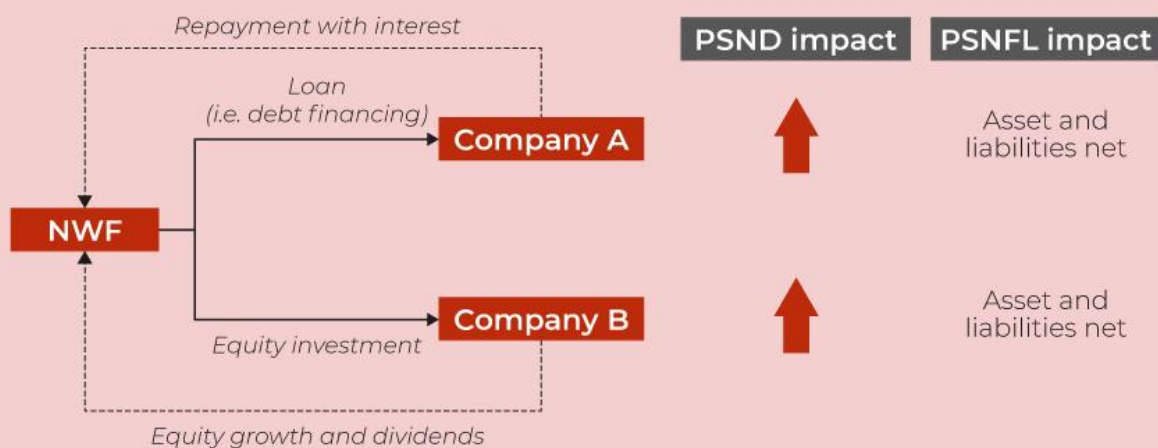 Repayment with interest
PSND impact
PSNFL impact
Loan
(i.e. debt financing)
Company A
Asset and
liabilities net
NWF
Company B
Asset and
liabilities net
Equity investment
Equity growth and dividends